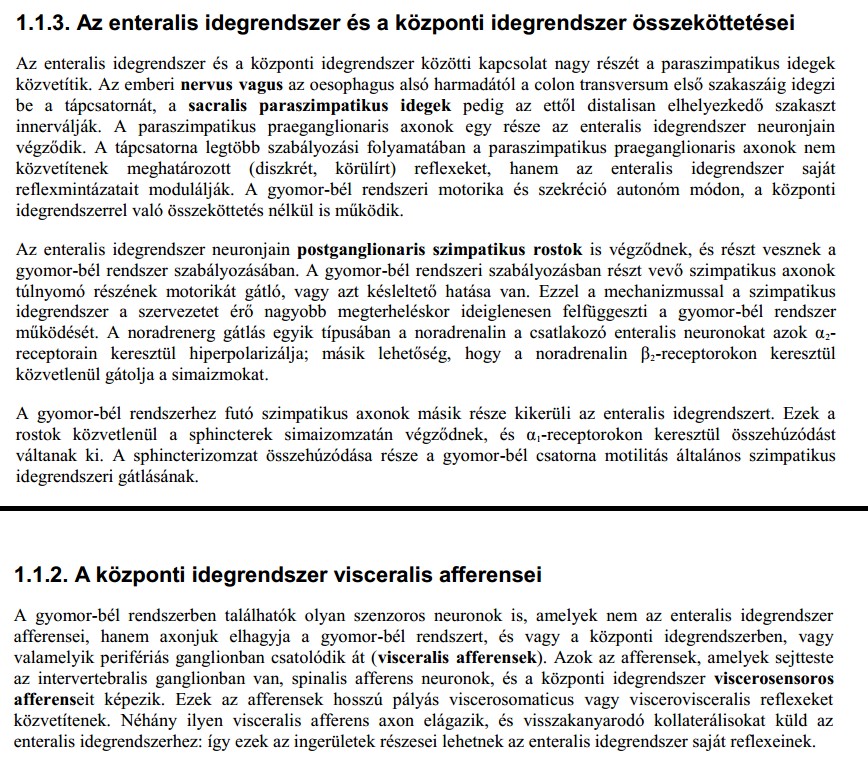 1.1.3. Az enteralis idegrendszer és a központi idegrendszer összeköttetései
Az enteralis idegrendszer és a központi idegrendszer közötti kapcsolat nagy részét a paraszimpatikus idegek
közvetítik. Az emberi nervus vagus az oesophagus alsó harmadától a colon transversum első szakaszáig idegzi
be a tápcsatornát, a sacralis paraszimpatikus idegek pedig az ettől distalisan elhelyezkedő szakaszt
innerválják. A paraszimpatikus praeganglionaris axonok egy része az enteralis idegrendszer neuronjain
végződik. A tápcsatorna legtöbb szabályozási folyamatában a paraszimpatikus praeganglionaris axonok nem
közvetítenek meghatározott (diszkrét, körülírt) reflexeket, hanem az enteralis idegrendszer saját
reflexmintázatait modulálják. A gyomor-bél rendszeri motorika és szekréció autonóm módon, a központi
idegrendszerrel való összeköttetés nélkül is működik.
Az enteralis idegrendszer neuronjain postganglionaris szimpatikus rostok is végződnek, és részt vesznek a
gyomor-bél rendszer szabályozásában. A gyomor-bél rendszeri szabályozásban részt vevő szimpatikus axonok
túlnyomó részének motorikát gátló, vagy azt késleltető hatása van. Ezzel a mechanizmussal a szimpatikus
idegrendszer a szervezetet érő nagyobb megterheléskor ideiglenesen felfüggeszti a gyomor-bél rendszer
működését. A noradrenerg gátlás egyik típusában a noradrenalin a csatlakozó enteralis neuronokat azok α₂-
receptorain keresztül hiperpolarizálja; másik lehetőség, hogy a noradrenalin β₂-receptorokon keresztül
közvetlenül gátolja a simaizmokat.
A gyomor-bél rendszerhez futó szimpatikus axonok másik része kikerüli az enteralis idegrendszert. Ezek a
rostok közvetlenül a sphincterek simaizomzatán végződnek, és α₁-receptorokon keresztül összehúzódást
váltanak ki. A sphincterizomzat összehúzódása része a gyomor-bél csatorna motilitás általános szimpatikus
idegrendszeri gátlásának.
1.1.2. A központi idegrendszer visceralis afferensei
A gyomor-bél rendszerben találhatók olyan szenzoros neuronok is, amelyek nem az enteralis idegrendszer
afferensei, hanem axonjuk elhagyja a gyomor-bél rendszert, és vagy a központi idegrendszerben, vagy
valamelyik perifériás ganglionban csatolódik át (visceralis afferensek). Azok az afferensek, amelyek sejtteste
az intervertebralis ganglionban van, spinalis afferens neuronok, és a központi idegrendszer viscerosensoros
afferenseit képezik. Ezek az afferensek hosszú pályás viscerosomaticus vagy viscerovisceralis reflexeket
közvetítenek. Néhány ilyen visceralis afferens axon elágazik, és visszakanyarodó kollaterálisokat küld az
enteralis idegrendszerhez: így ezek az ingerületek részesei lehetnek az enteralis idegrendszer saját reflexeinek.